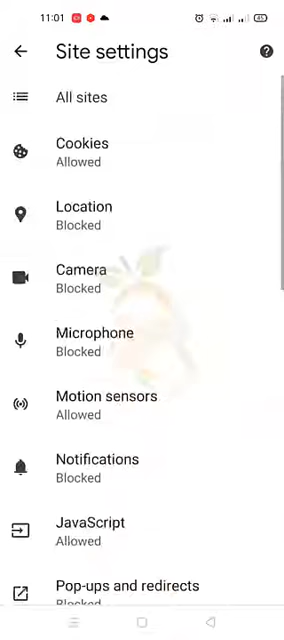 11:01 45
Site settings
All sites
Cookies
Allowed
Location
Blocked
Camera
Blocked
Microphone
Blocked
Motion sensors
Allowed
Notifications
Blocked
JavaScript
Allowed
Pop-ups and redirects
Blocked